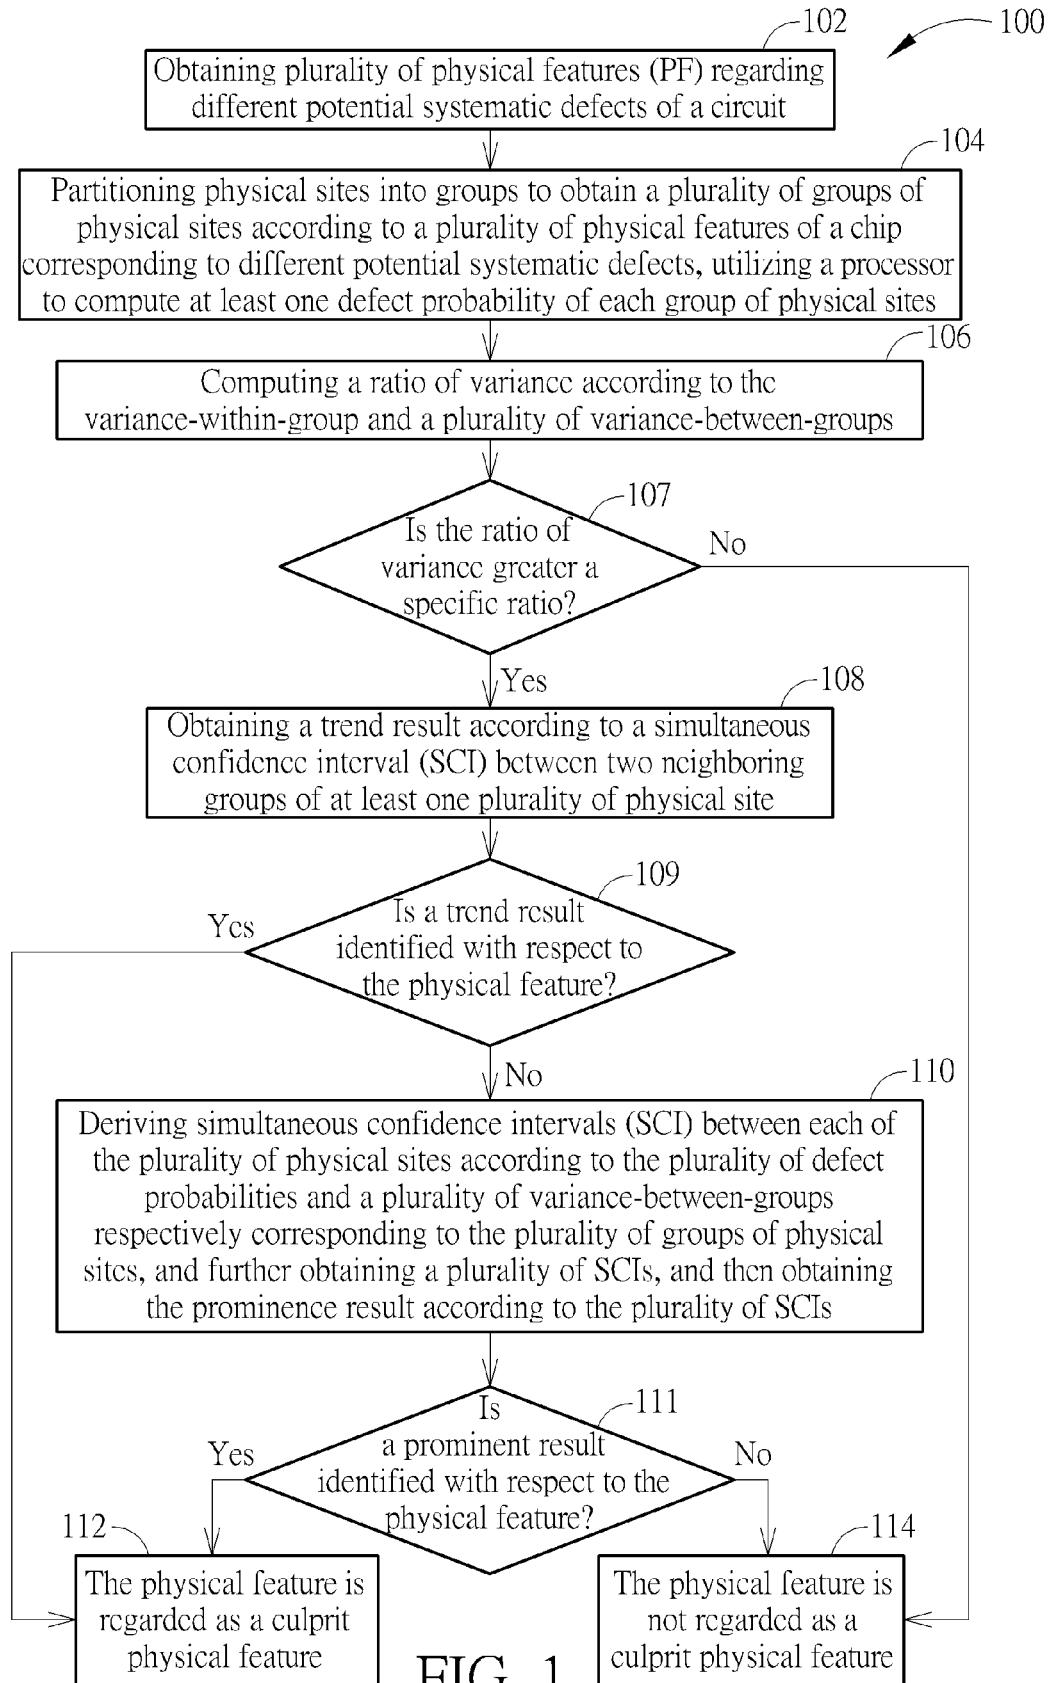 102
100
Obtaining plurality of physical features (PF) regarding
different potential systematic defects of a circuit
104
Partitioning physical sites into groups to obtain a plurality of groups of
physical sites according to a plurality of physical features of a chip
corresponding to different potential systematic defects, utilizing a processor
to compute at least one defect probability of each group of physical sites
106
Computing a ratio of variance according to the
variance-within-group and a plurality of variance-between-groups
107
Is the ratio of
variance greater a
specific ratio?
No
Yes
108
Obtaining a trend result according to a simultaneous
confidence interval (SCI) between two neighboring
groups of at least one plurality of physical site
109
Is a trend result
identified with respect to
the physical feature?
Yes
No
110
Deriving simultaneous confidence intervals (SCI) between each of
the plurality of physical sites according to the plurality of defect
probabilities and a plurality of variance-between-groups
respectively corresponding to the plurality of groups of physical
sites, and further obtaining a plurality of SCIs, and then obtaining
the prominence result according to the plurality of SCIs
111
Is
a prominent result
identified with respect to the
physical feature?
Yes
No
112
The physical feature is
regarded as a culprit
physical feature
114
The physical feature is
not regarded as a
culprit physical feature
FIG. 1